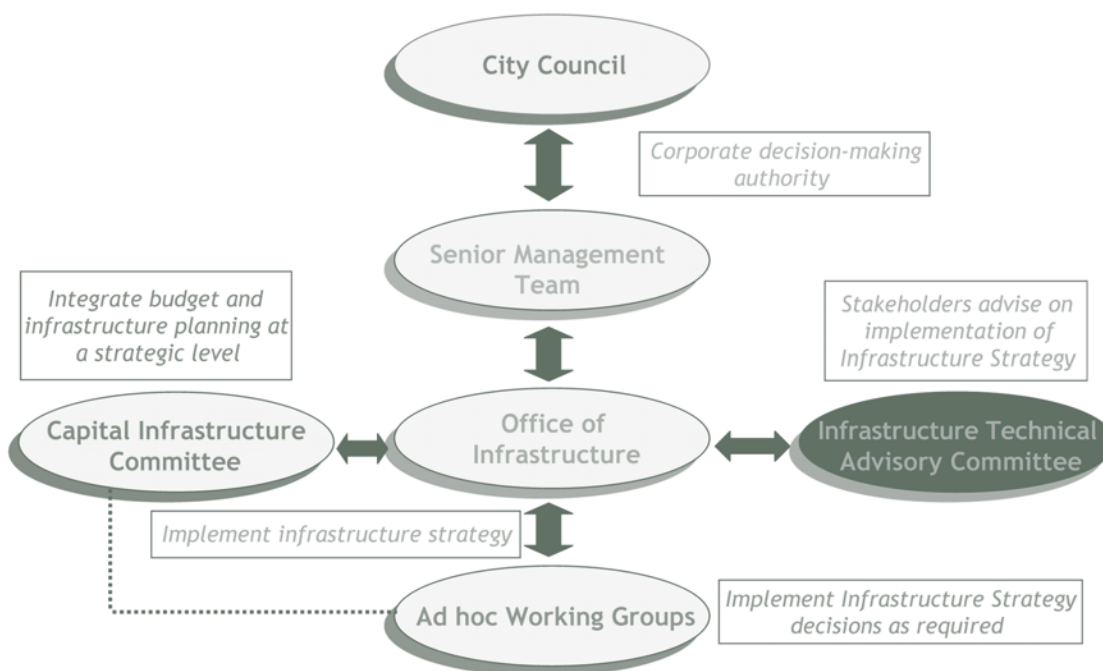 City Council
Corporate decision-making
authority
Senior Management
Team
Integrate budget and
infrastructure planning at
a strategic level
Stakeholders advise on
implementation of
Infrastructure Strategy
Capital Infrastructure
Committee
Office of
Infrastructure
Infrastructure Technical
Advisory Committee
Implement infrastructure strategy
Ad hoc Working Groups
Implement Infrastructure Strategy
decisions as required